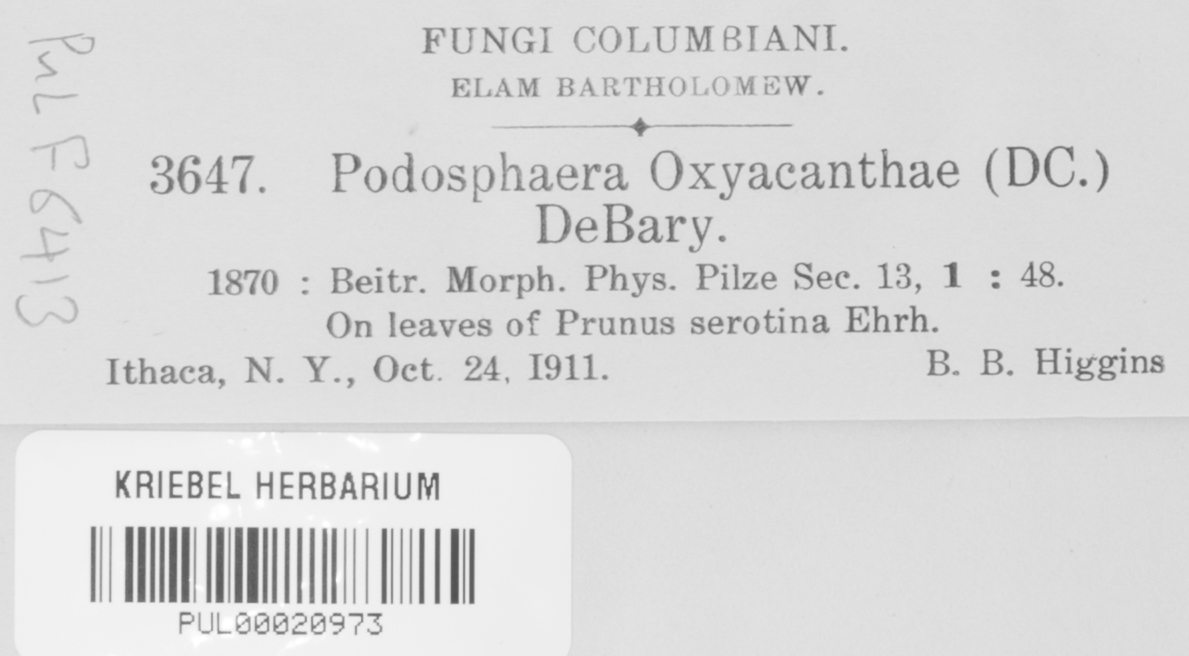 FUNGI COLUMBIANI.
ELAM BARTHOLOMEW.
3647. Podosphaera Oxyacanthae (DC.)
DeBary.
1870 : Beitr. Morph. Phys. Pilze Sec. 13, 1 : 48.
On leaves of Prunus serotina Ehrh.
Ithaca, N. Y., Oct. 24, I911. B. B. Higgins
PUL F6413
KRIEBEL HERBARIUM
PUL00020973